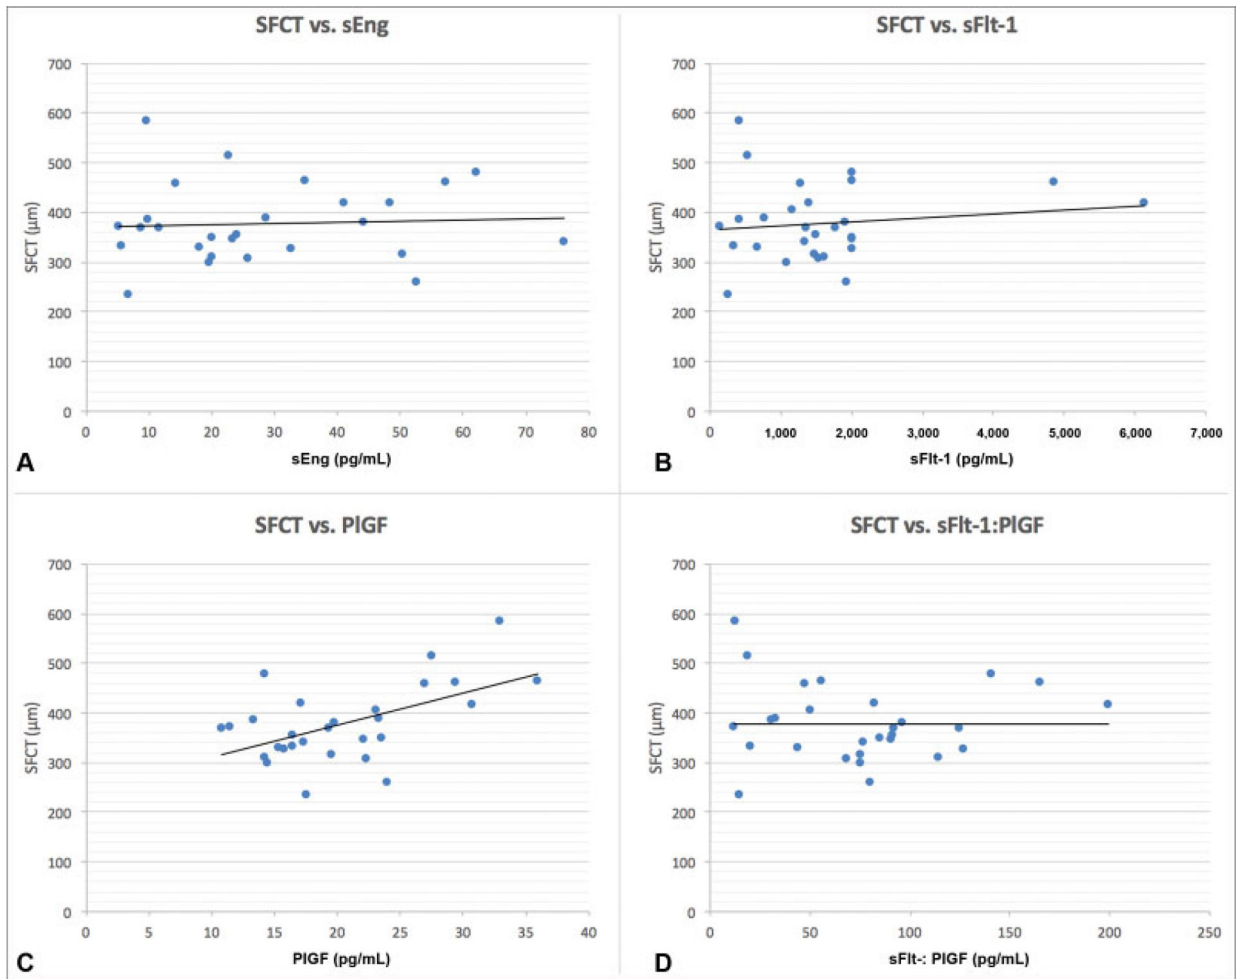 SFCT vs. sEng
700
600
500
400
300
200
100
0
SFCT (µm)
0 10 20 30 40 50 60 70 80
sEng (pg/mL)
A
SFCT vs. sFlt-1
700
600
500
400
300
200
100
0
SFCT (µm)
0 1,000 2,000 3,000 4,000 5,000 6,000 7,000
sFlt-1 (pg/mL)
B
SFCT vs. PlGF
700
600
500
400
300
200
100
0
SFCT (µm)
0 5 10 15 20 25 30 35 40
PlGF (pg/mL)
C
SFCT vs. sFlt-1:PlGF
700
600
500
400
300
200
100
0
SFCT (µm)
0 50 100 150 200 250
sFlt-: PlGF (pg/mL)
D